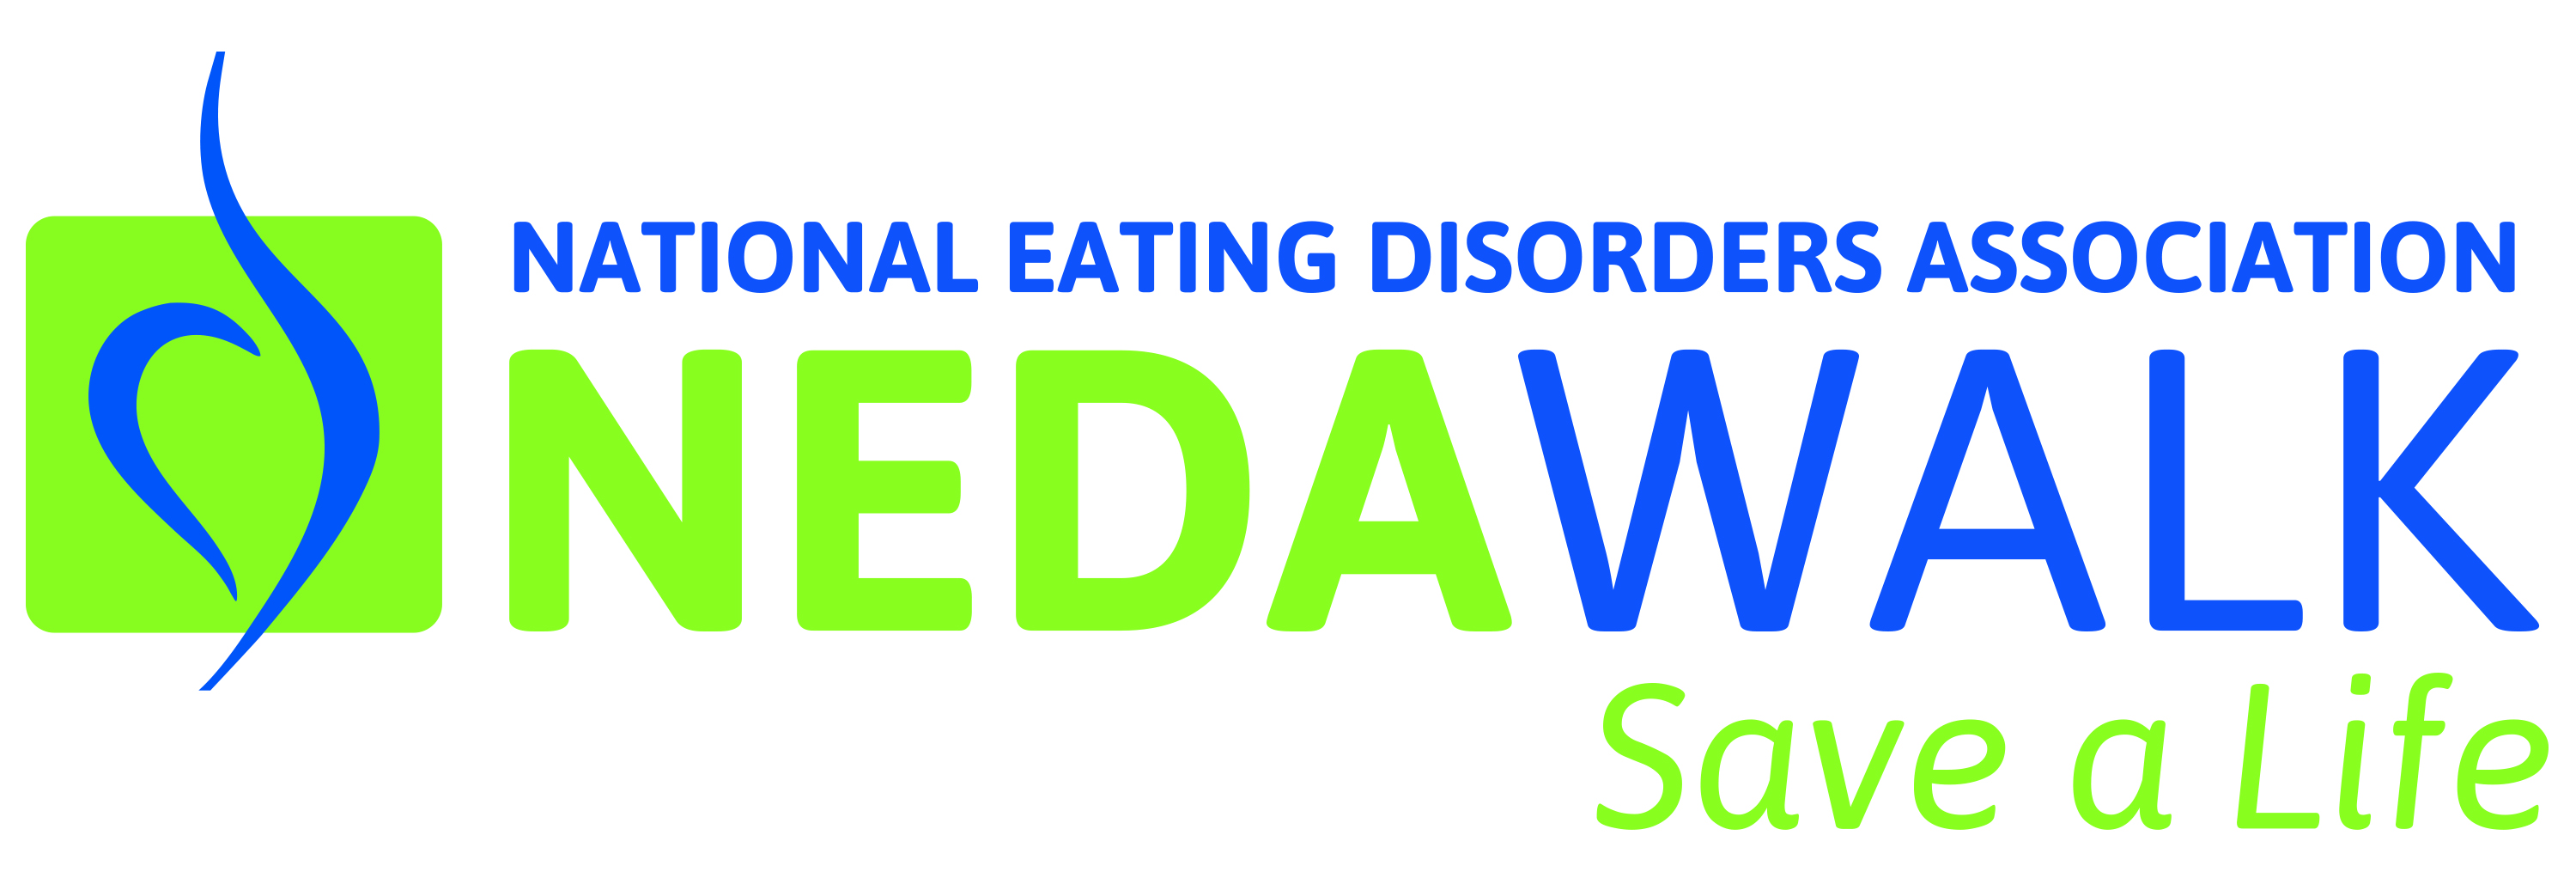 NATIONAL EATING DISORDERS ASSOCIATION
NEDAWALK
Save a Life